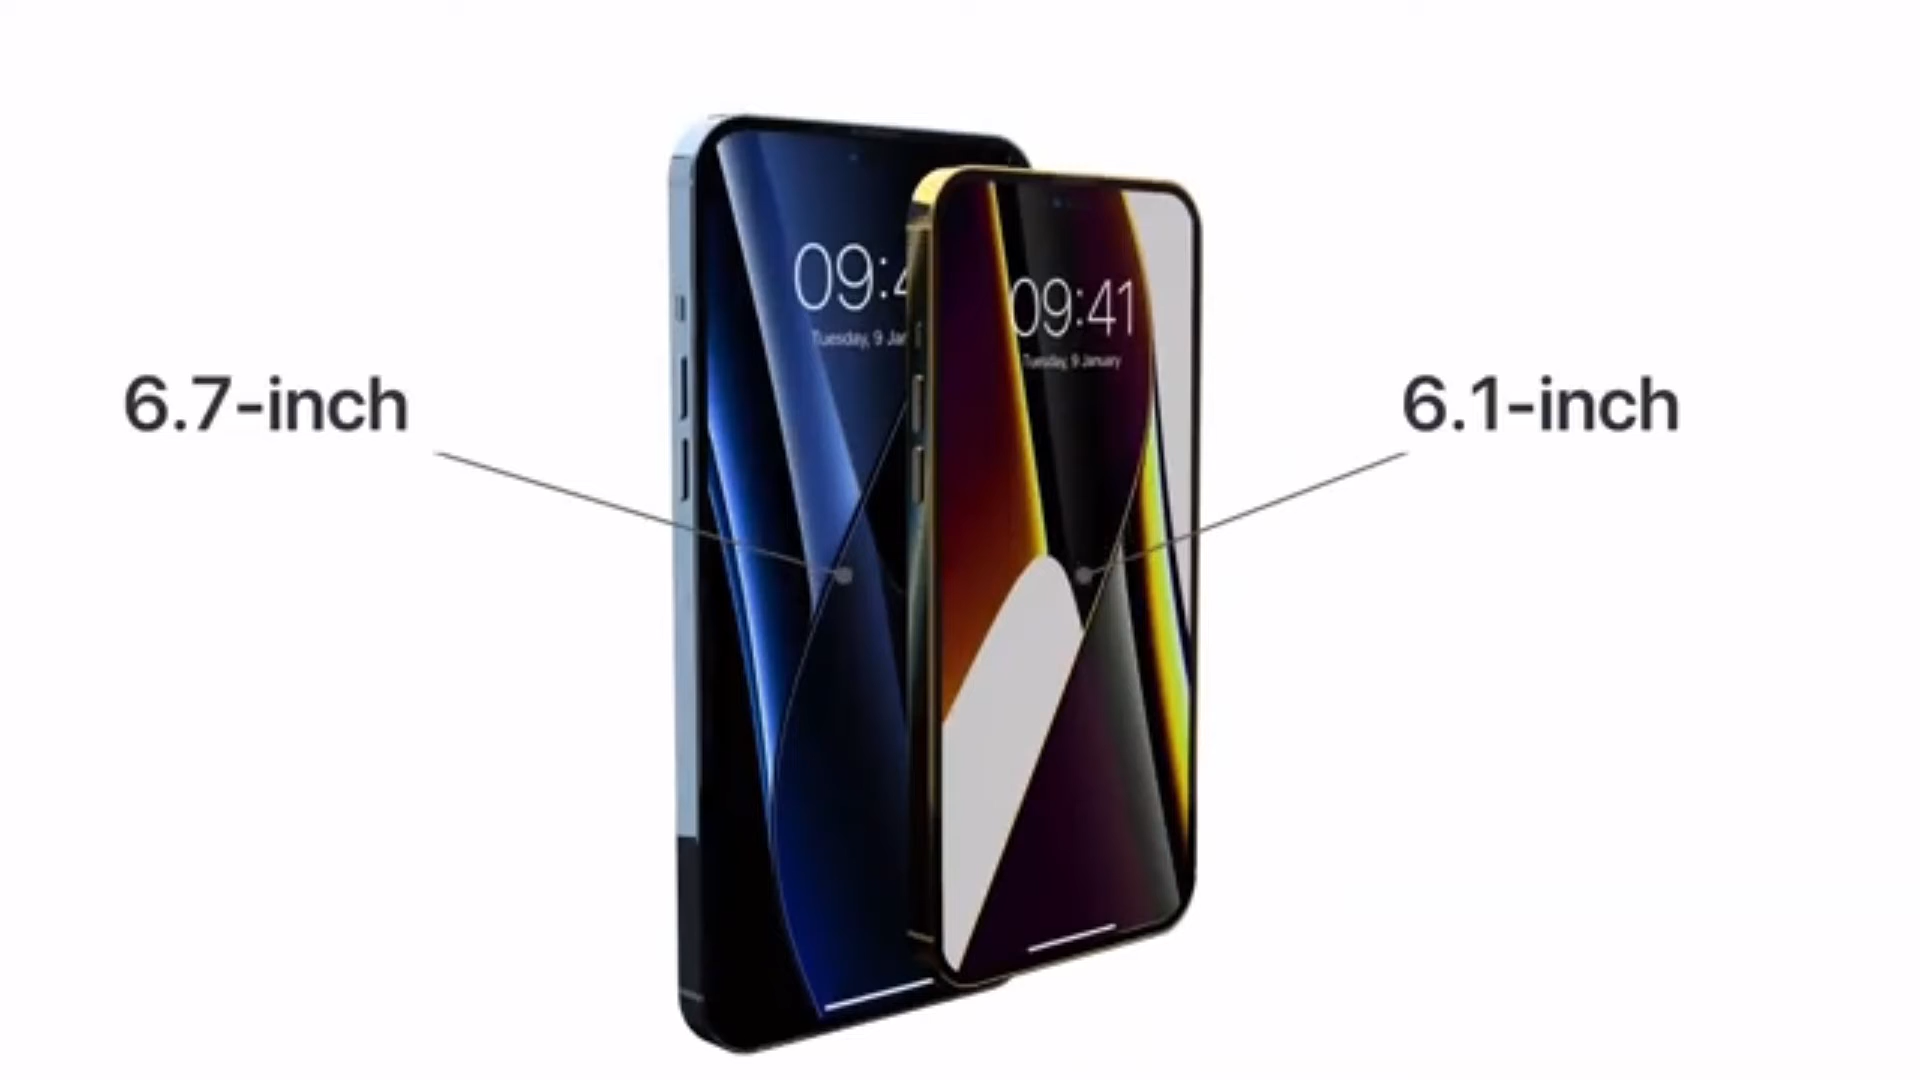 09:4
Tuesday, 9 Jan
09:41
Tuesday, 9 January
6.7-inch
6.1-inch